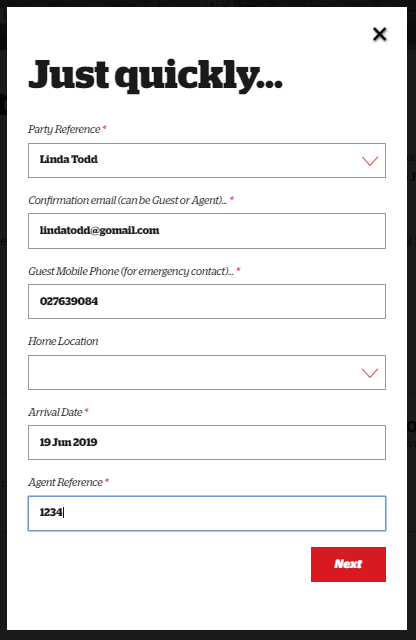 Just quickly...
Party Reference *
Linda Todd
Confirmation email (can be Guest or Agent)... *
lindatodd@gomail.com
Guest Mobile Phone (for emergency contact)... *
027639084
Home Location
Arrival Date *
19 Jun 2019
Agent Reference *
1234
Next